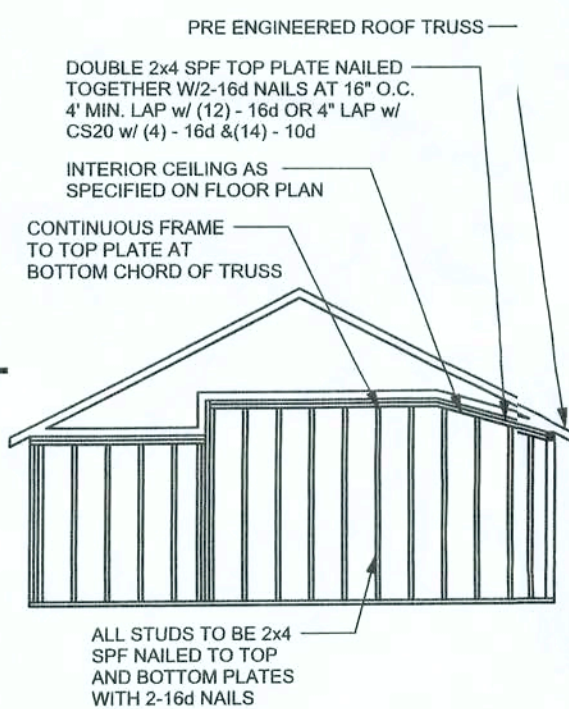 PRE ENGINEERED ROOF TRUSS
DOUBLE 2x4 SPF TOP PLATE NAILED
TOGETHER W/2-16d NAILS AT 16" O.C.
4' MIN. LAP w/ (12) - 16d OR 4" LAP w/
CS20 w/ (4) - 16d &(14) - 10d
INTERIOR CEILING AS
SPECIFIED ON FLOOR PLAN
CONTINUOUS FRAME
TO TOP PLATE AT
BOTTOM CHORD OF TRUSS
ALL STUDS TO BE 2x4
SPF NAILED TO TOP
AND BOTTOM PLATES
WITH 2-16d NAILS